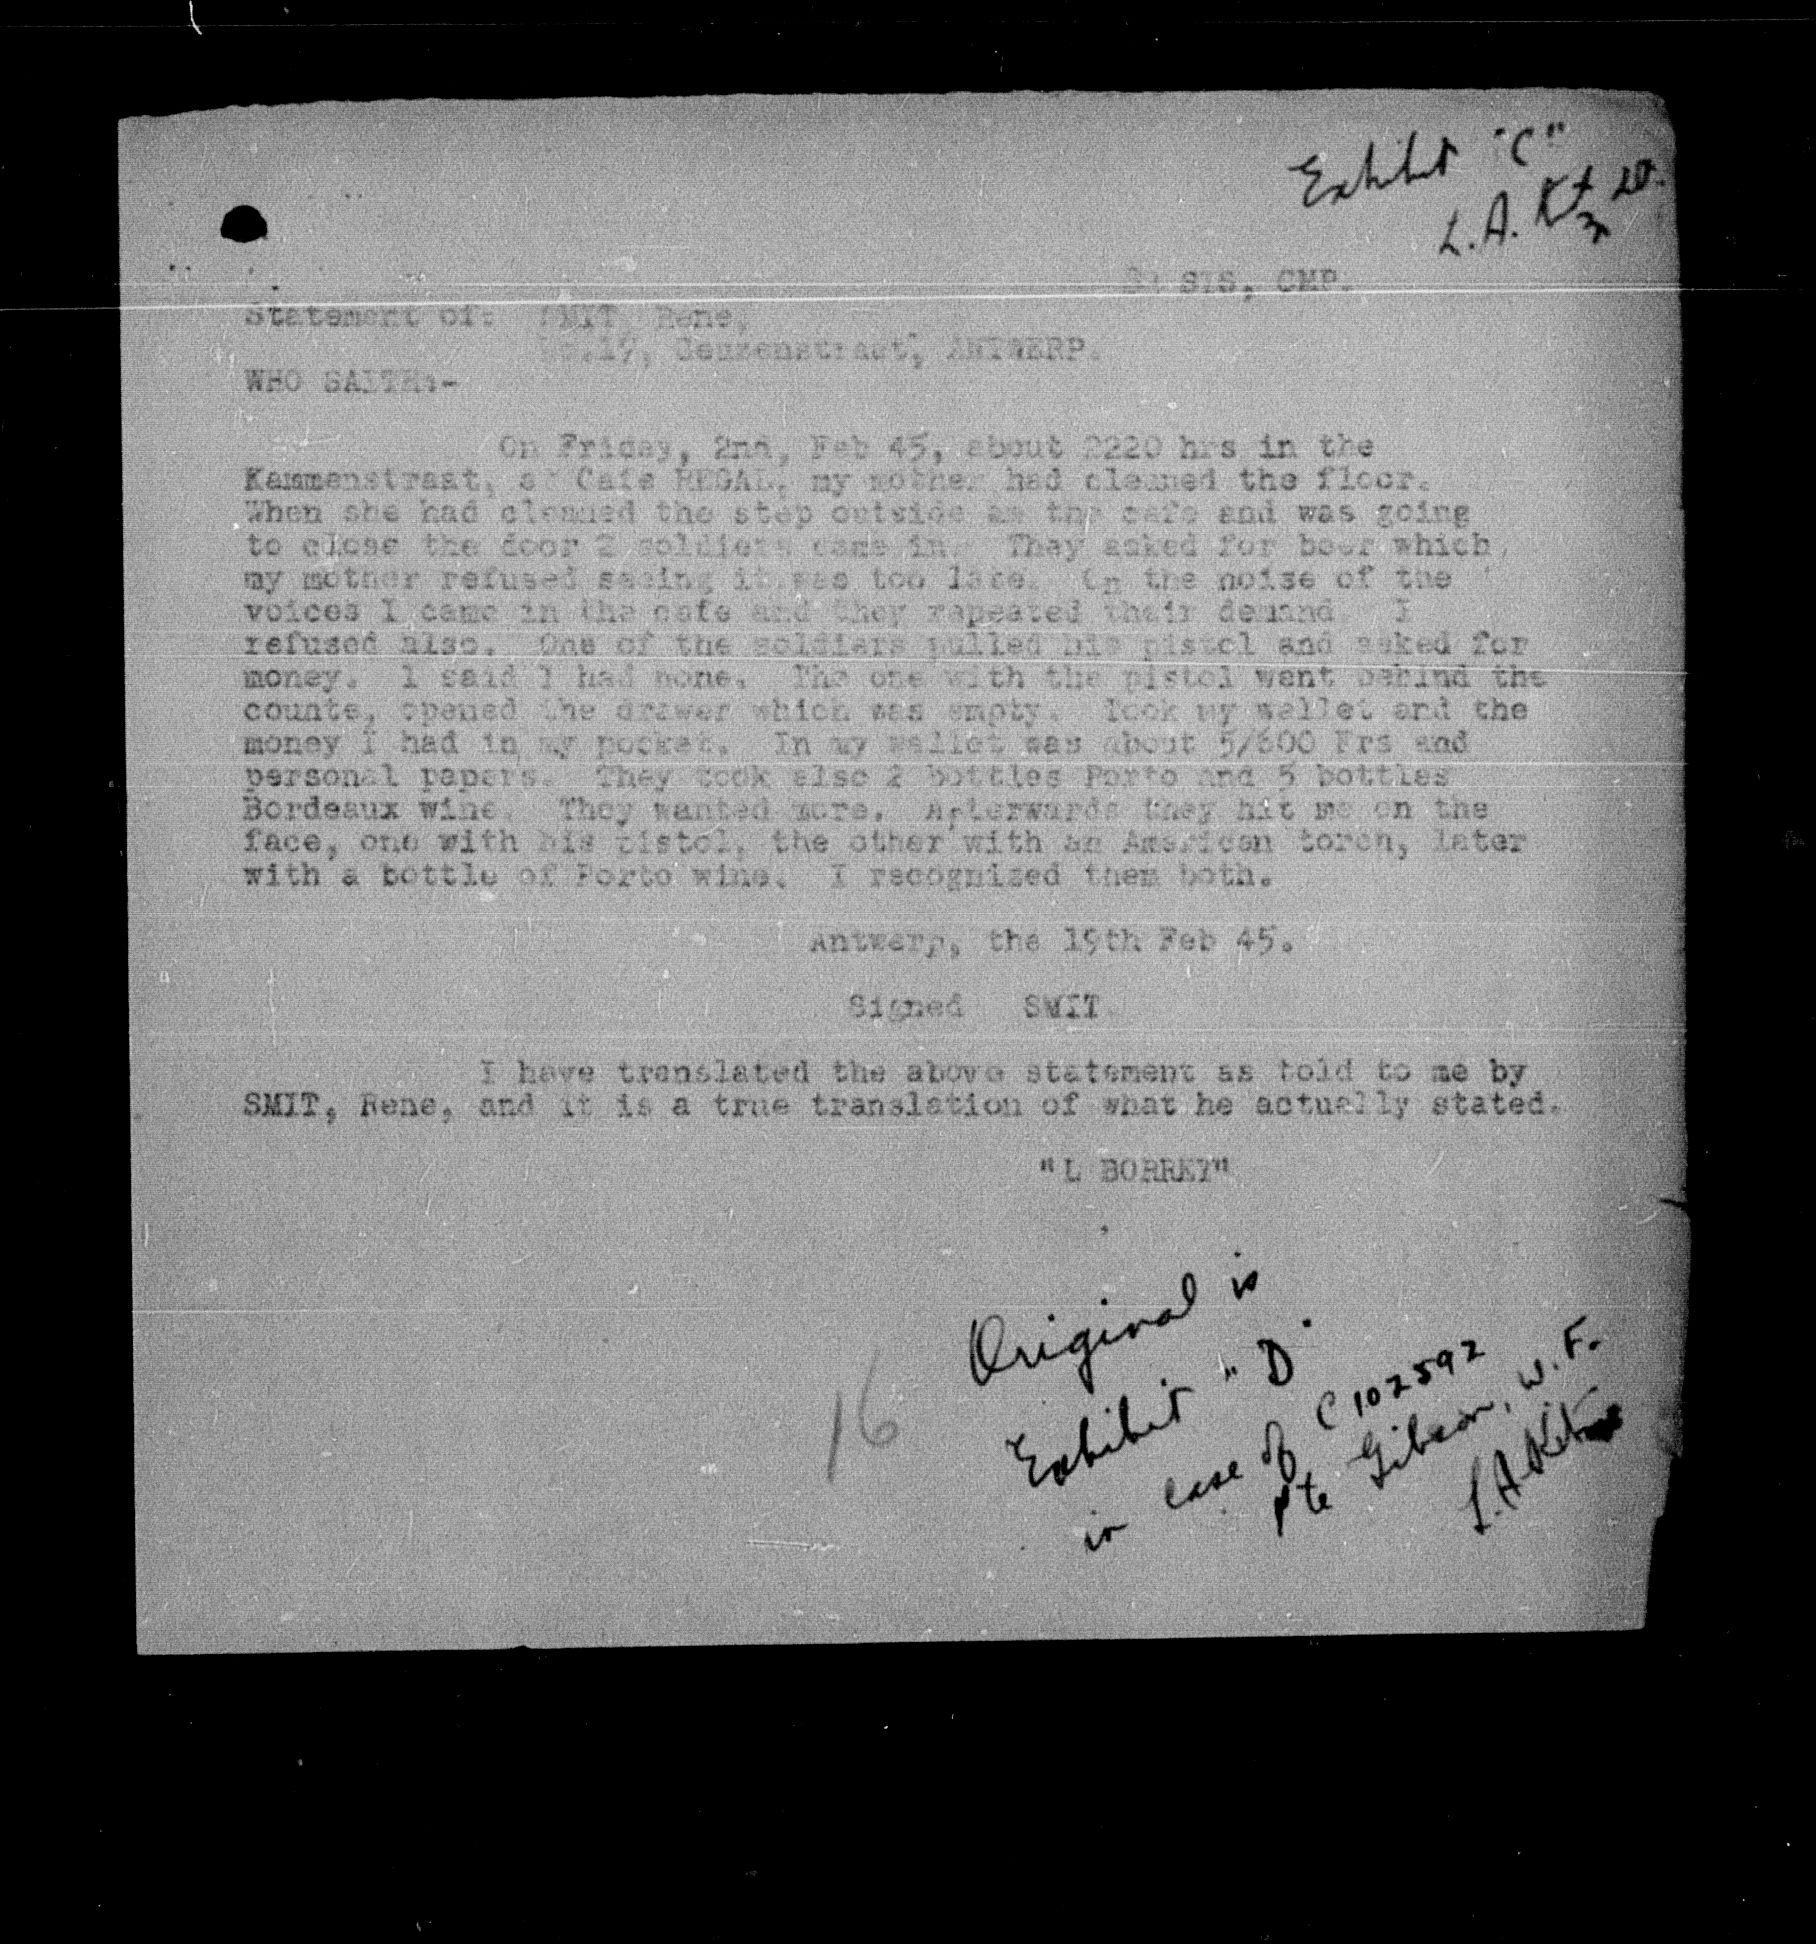 Exhibit "C"
L.A.
SIS, CMP.
Statement of: SMIT, Rene,
No.17, ANTWERP.
WHO SAITH:-
On Friday, 2nd, Feb 45, about 2220 hrs in the
Kammenstraat, at Cafe REGAL, my mother had cleaned the floor.
When she had cleaned the step outside the cafe and was going
to close the door 2 soldiers came in. They asked for beer which
my mother refused seeing it was too late. On the noise of the
voices I came in the cafe and they repeated their demand. I
refused also. One of the soldiers pulled his pistol and asked for
money. I said I had none. The one with the pistol went behind the
counte, opened the drawer which was empty. Took my wallet and the
money I had in my pocket. In my wallet was about 5/600 Frs and
personal papers. They took also 2 bottles Porto and 5 bottles
Bordeaux wine. They wanted more. Afterwards they hit me on the
face, one with his pistol, the other with an American torch, later
with a bottle of Porto wine. I recognized them both.
Antwerp, the 19th Feb 45.
Signed SMIT.
I have translated the above statement as told to me by
SMIT, Rene, and it is a true translation of what he actually stated.
"L BORREY"
Original is
Exhibit "D"
in case of C102592
Pte Gibson, W.F.
L.A.
16